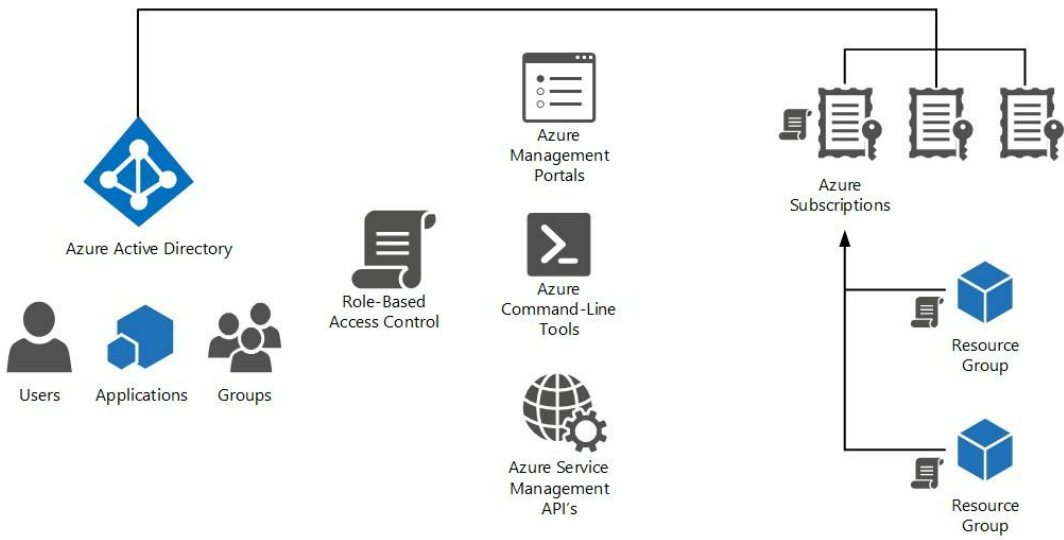 Azure
Management
Portals
Azure
Subscriptions
Azure Active Directory
Role-Based
Access Control
Azure
Command-Line
Tools
Users
Applications
Groups
Resource
Group
Azure Service
Management
API's
Resource
Group